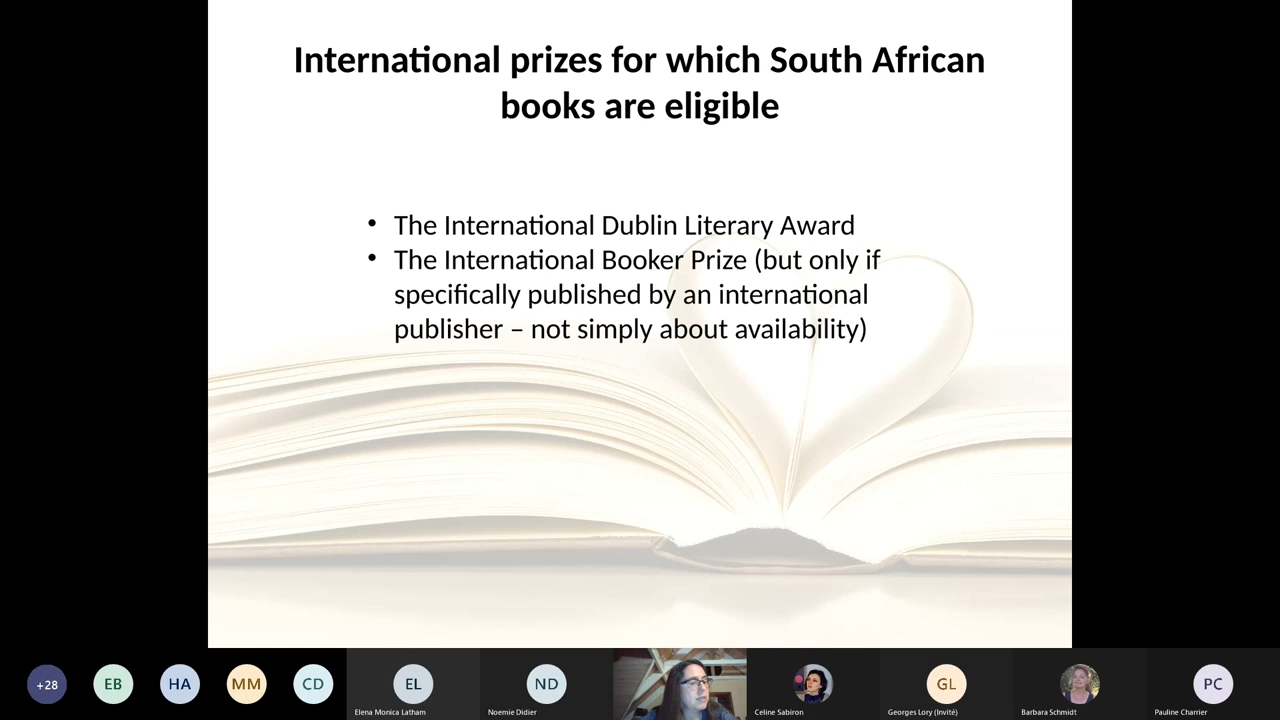 International prizes for which South African
books are eligible
• The International Dublin Literary Award
• The International Booker Prize (but only if
specifically published by an international
publisher – not simply about availability)
+28
EB
HA
MM
CD
EL
Elena Monica Latham
ND
Noemie Didier
Celine Sabiron
GL
Georges Lory (Invité)
Barbara Schmidt
PC
Pauline Charrier